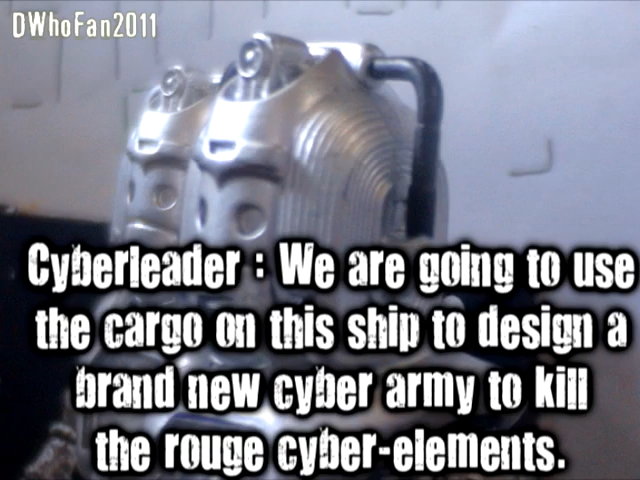 DWhoFan2011
Cyberleader : We are going to use
the cargo on this ship to design a
brand new cyber army to kill
the rouge cyber-elements.